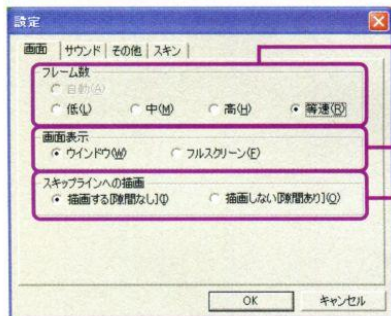 設定
画面 サウンド その他 スキン
フレーム数
自動(A)
低(L) 中(M) 高(H) 等速(R)
画面表示
ウインドウ(W) フルスクリーン(F)
スキップラインへの描画
描画する[隙間なし](I) 描画しない[隙間あり](O)
OK キャンセル